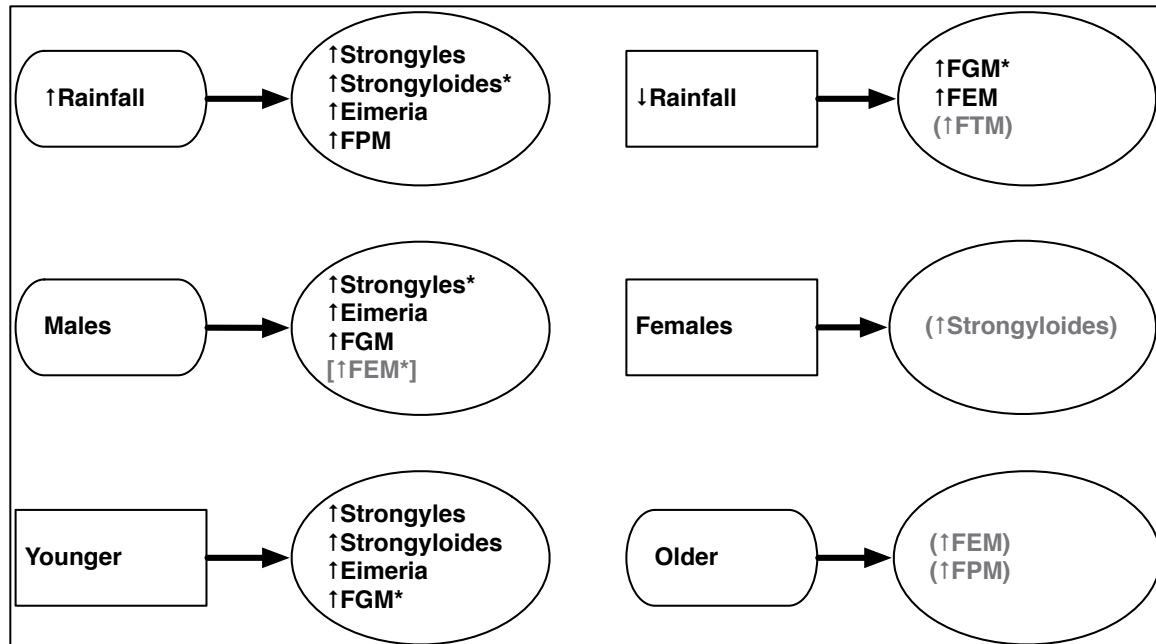 ↑Rainfall
↑Strongyles
↑Strongyloides*
↑Eimeria
↑FPM
↓Rainfall
↑FGM*
↑FEM
(↑FTM)
Males
↑Strongyles*
↑Eimeria
↑FGM
[↑FEM*]
Females
(↑Strongyloides)
Younger
↑Strongyles
↑Strongyloides
↑Eimeria
↑FGM*
Older
(↑FEM)
(↑FPM)